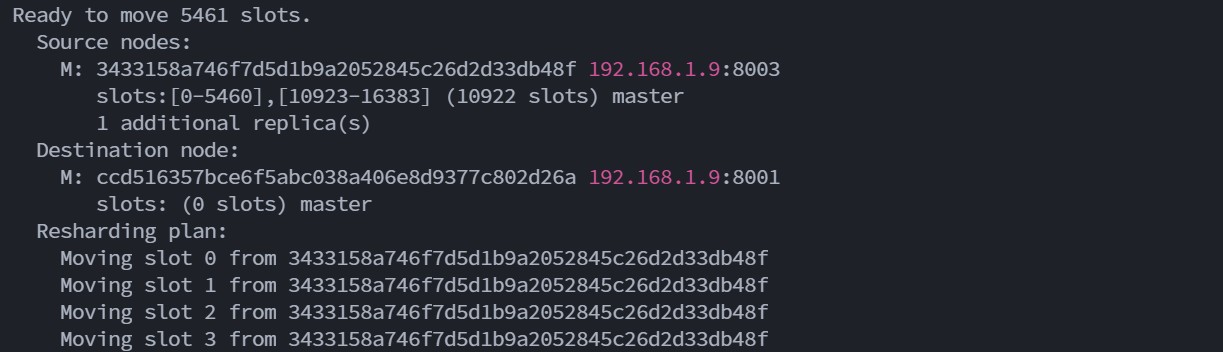 Ready to move 5461 slots.
Source nodes:
M: 3433158a746f7d5d1b9a2052845c26d2d33db48f 192.168.1.9:8003
slots:[0-5460],[10923-16383] (10922 slots) master
1 additional replica(s)
Destination node:
M: ccd516357bce6f5abc038a406e8d9377c802d26a 192.168.1.9:8001
slots: (0 slots) master
Resharding plan:
Moving slot 0 from 3433158a746f7d5d1b9a2052845c26d2d33db48f
Moving slot 1 from 3433158a746f7d5d1b9a2052845c26d2d33db48f
Moving slot 2 from 3433158a746f7d5d1b9a2052845c26d2d33db48f
Moving slot 3 from 3433158a746f7d5d1b9a2052845c26d2d33db48f